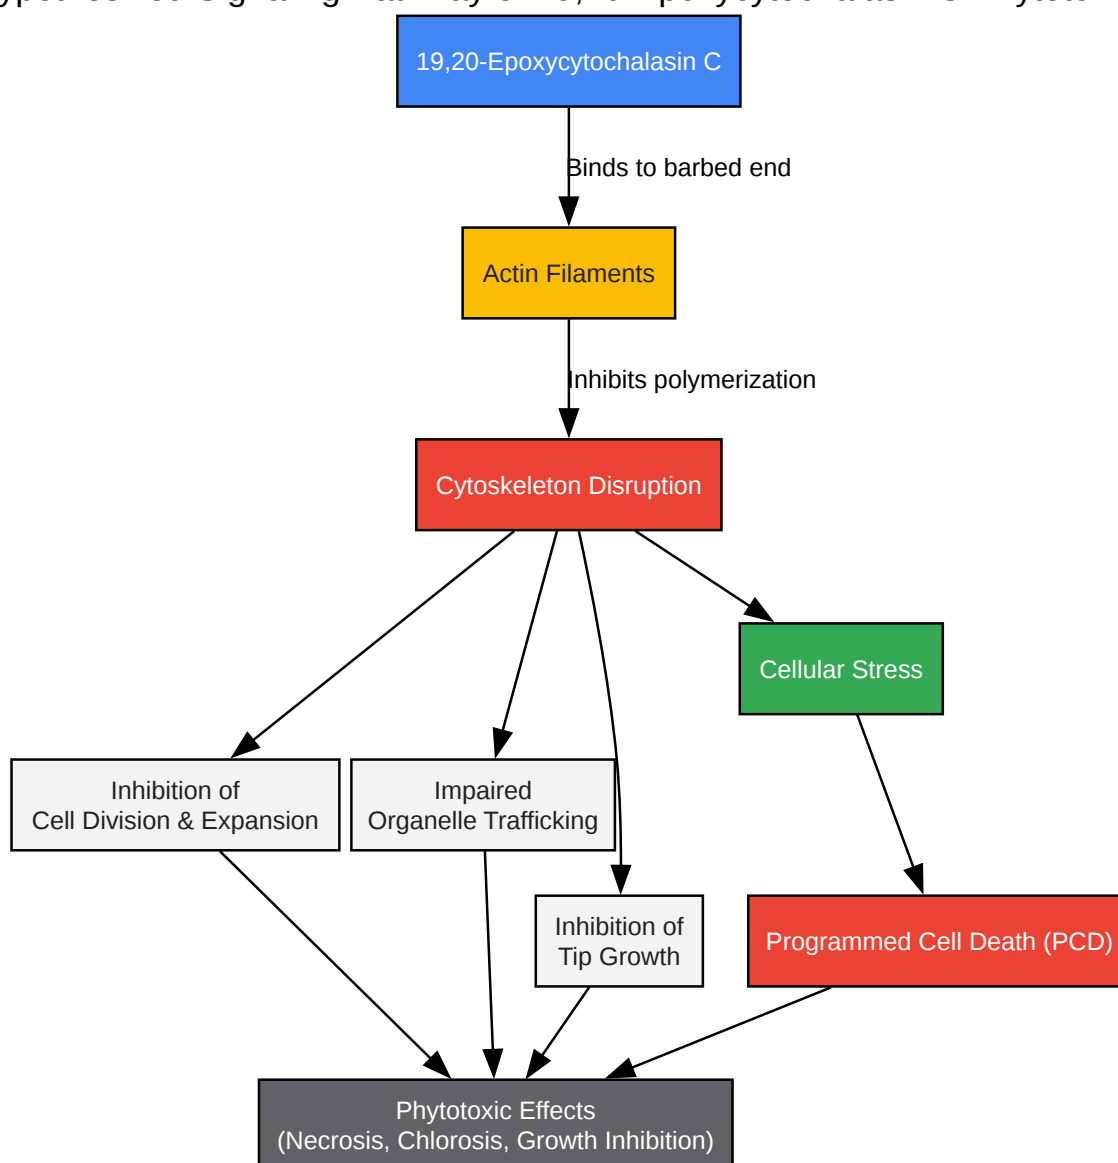 19,20-Epoxycytochalasin C
Binds to barbed end
Actin Filaments
Inhibits polymerization
Cytoskeleton Disruption
Cellular Stress
Inhibition of
Cell Division & Expansion
Impaired
Organelle Trafficking
Inhibition of
Tip Growth
Programmed Cell Death (PCD)
Phytotoxic Effects
(Necrosis, Chlorosis, Growth Inhibition)